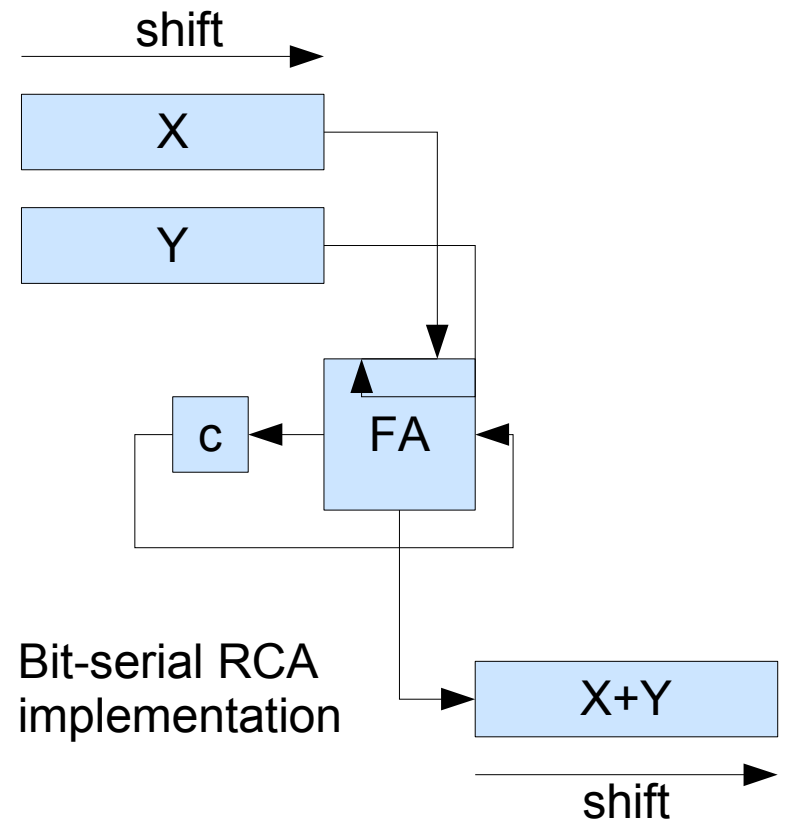 shift
X
Y
c
FA
Bit-serial RCA
implementation
X+Y
shift